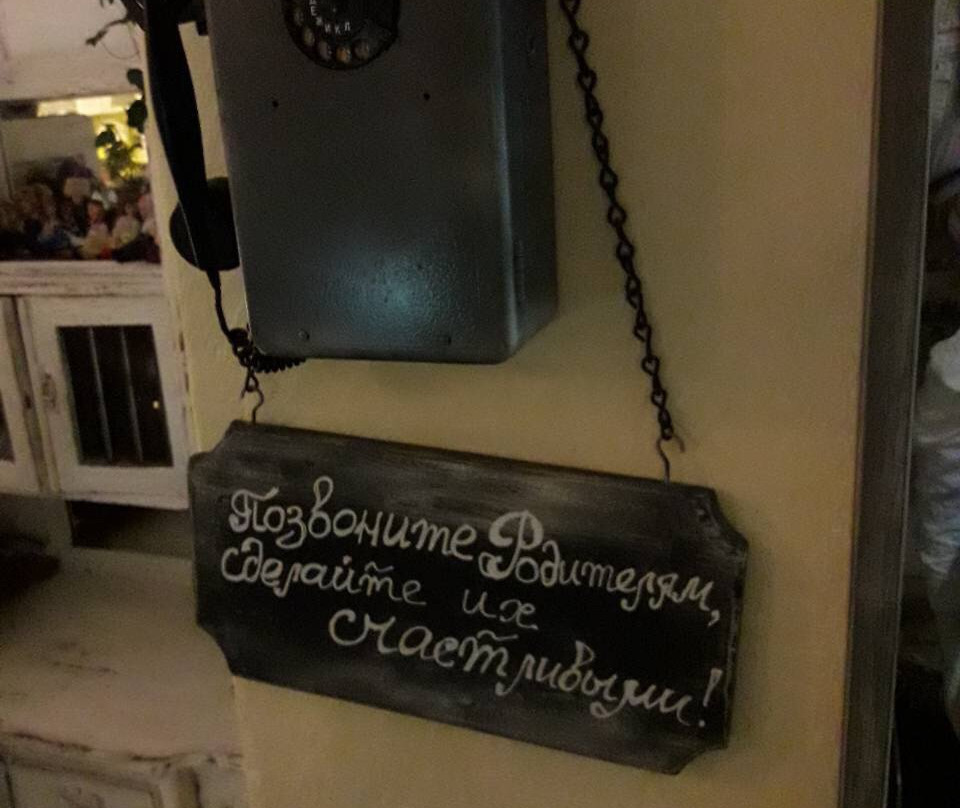 Позвоните Родителям,
сделайте их
счастливыми!